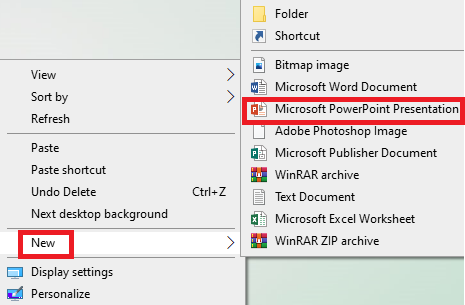 View
Sort by
Refresh
Paste
Paste shortcut
Undo Delete Ctrl+Z
Next desktop background
New
Display settings
Personalize
Folder
Shortcut
Bitmap image
Microsoft Word Document
Microsoft PowerPoint Presentation
Adobe Photoshop Image
Microsoft Publisher Document
WinRAR archive
Text Document
Microsoft Excel Worksheet
WinRAR ZIP archive